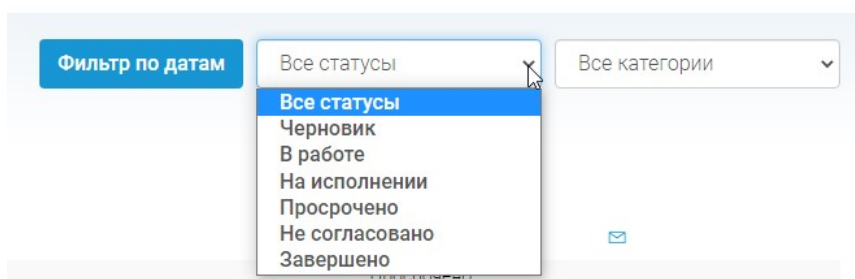 Фильтр по датам
Все статусы
Все категории
Все статусы
Черновик
В работе
На исполнении
Просрочено
Не согласовано
Завершено